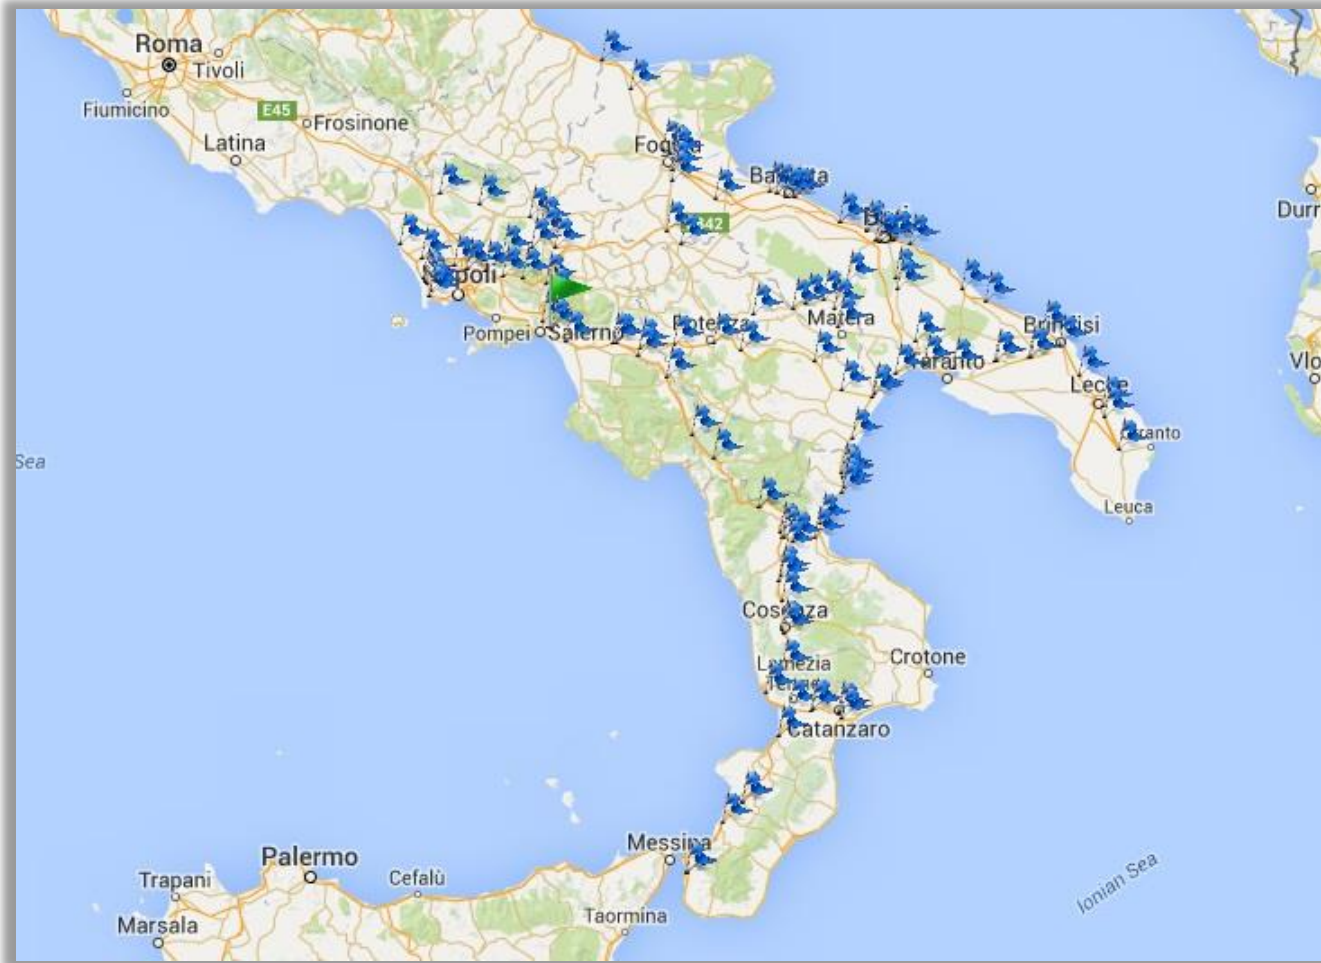 Roma
Tivoli
Fiumicino
E45
Frosinone
Latina
Durr
Pompei
Salerno
Matera
Brindisi
Taranto
Vlo
Lecce
Sea
Leuca
Crotone
Catanzaro
Messina
Palermo
Cefalù
Trapani
Taormina
Marsala
Ionian Sea